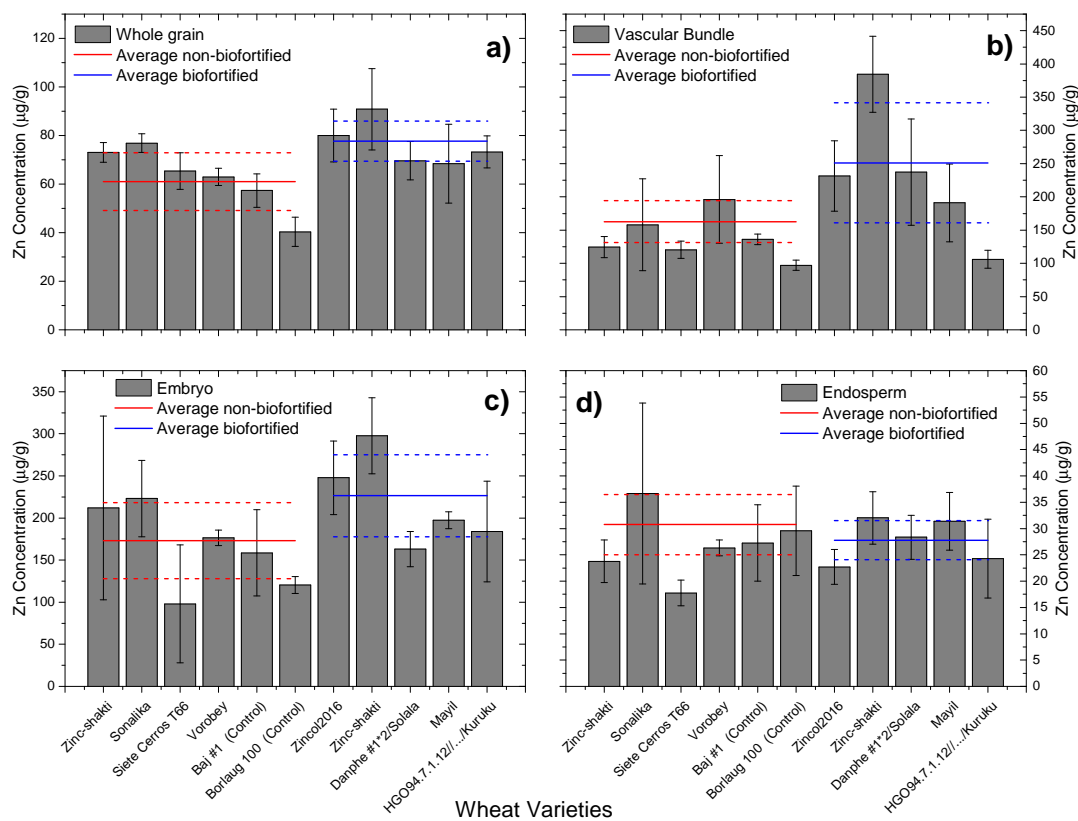 a)
Whole grain
Average non-biofortified
Average biofortified
Zn Concentration (µg/g)
120
100
80
60
40
20
0
b)
Vascular Bundle
Average non-biofortified
Average biofortified
Zn Concentration (µg/g)
450
400
350
300
250
200
150
100
50
0
c)
Embryo
Average non-biofortified
Average biofortified
Zn Concentration (µg/g)
350
300
250
200
150
100
50
0
d)
Endosperm
Average non-biofortified
Average biofortified
Zn Concentration (µg/g)
60
55
50
45
40
35
30
25
20
15
10
5
0
Zinc-shakti
Sonalika
Siete Cerros T66
Vorobey
Baj #1 (Control)
Borlaug 100 (Control)
Zincol2016
Zinc-shakti
Danphe #1*2/Solala
Mayil
HGO94.7.1.12//.../Kuruku
Zinc-shakti
Sonalika
Siete Cerros T66
Vorobey
Baj #1 (Control)
Borlaug 100 (Control)
Zincol2016
Zinc-shakti
Danphe #1*2/Solala
Mayil
HGO94.7.1.12//.../Kuruku
Wheat Varieties